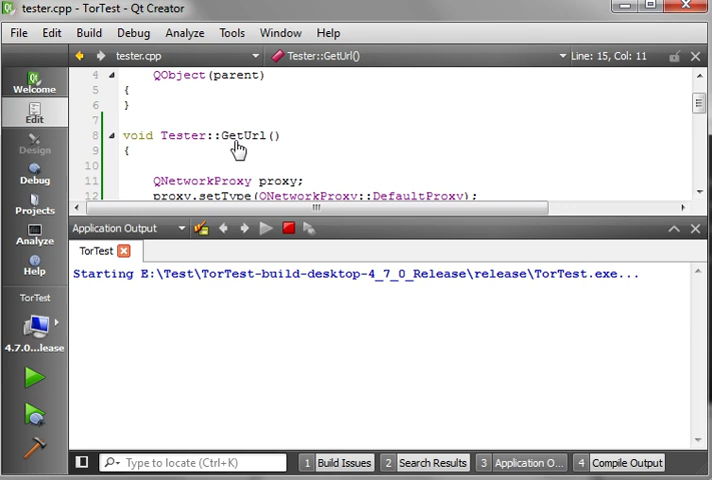 tester.cpp - TorTest - Qt Creator
File Edit Build Debug Analyze Tools Window Help
tester.cpp Tester::GetUrl() Line: 15, Col: 11
Welcome
Edit
Design
Debug
Projects
Analyze
Help
TorTest
4.7.0...lease
4 QObject(parent)
5 {
6 }
7
8 void Tester::GetUrl()
9 {
10
11 QNetworkProxy proxy;
12 proxy.setType(QNetworkProxy::DefaultProxy);
Application Output
TorTest
Starting E:\Test\TorTest-build-desktop-4_7_0_Release\release\TorTest.exe...
Type to locate (Ctrl+K) 1 Build Issues 2 Search Results 3 Application O... 4 Compile Output